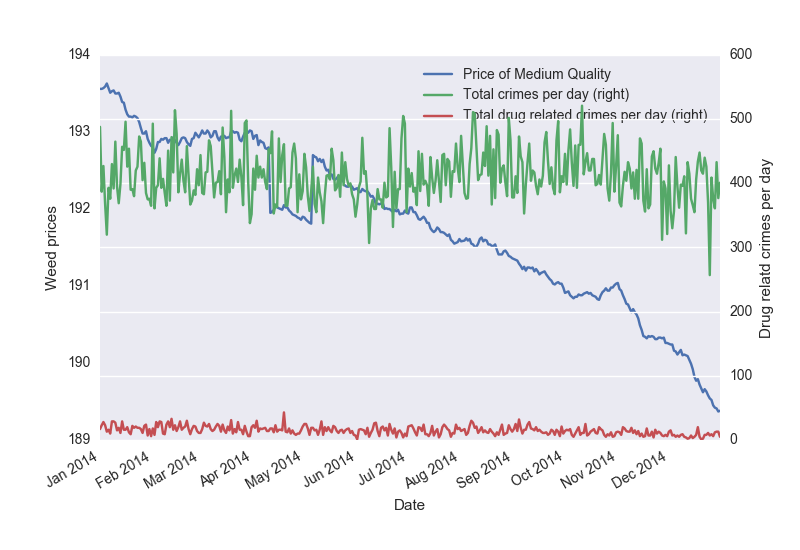 194
193
192
191
190
189
Weed prices
600
500
400
300
200
100
0
Drug relatd crimes per day
Price of Medium Quality
Total crimes per day (right)
Total drug related crimes per day (right)
Jan 2014
Feb 2014
Mar 2014
Apr 2014
May 2014
Jun 2014
Jul 2014
Aug 2014
Sep 2014
Oct 2014
Nov 2014
Dec 2014
Date